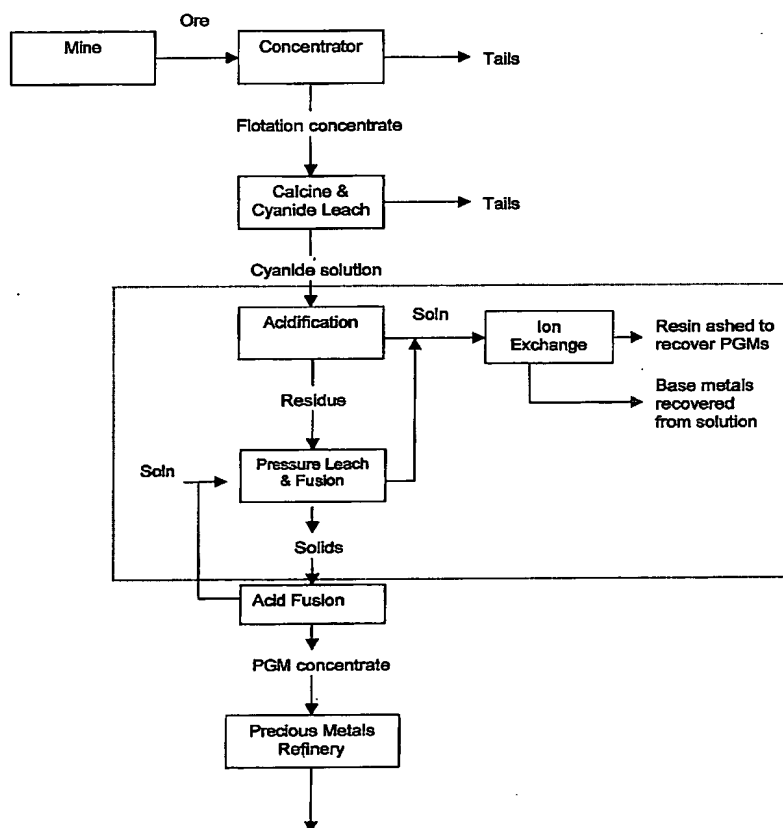 Ore
Mine
Concentrator
Tails
Flotation concentrate
Calcine &
Cyanide Leach
Tails
Cyanide solution
Acidification
Soln
Ion
Exchange
Resin ashed to
recover PGMs
Base metals
recovered
from solution
Residue
Soln
Pressure Leach
& Fusion
Solids
Acid Fusion
PGM concentrate
Precious Metals
Refinery